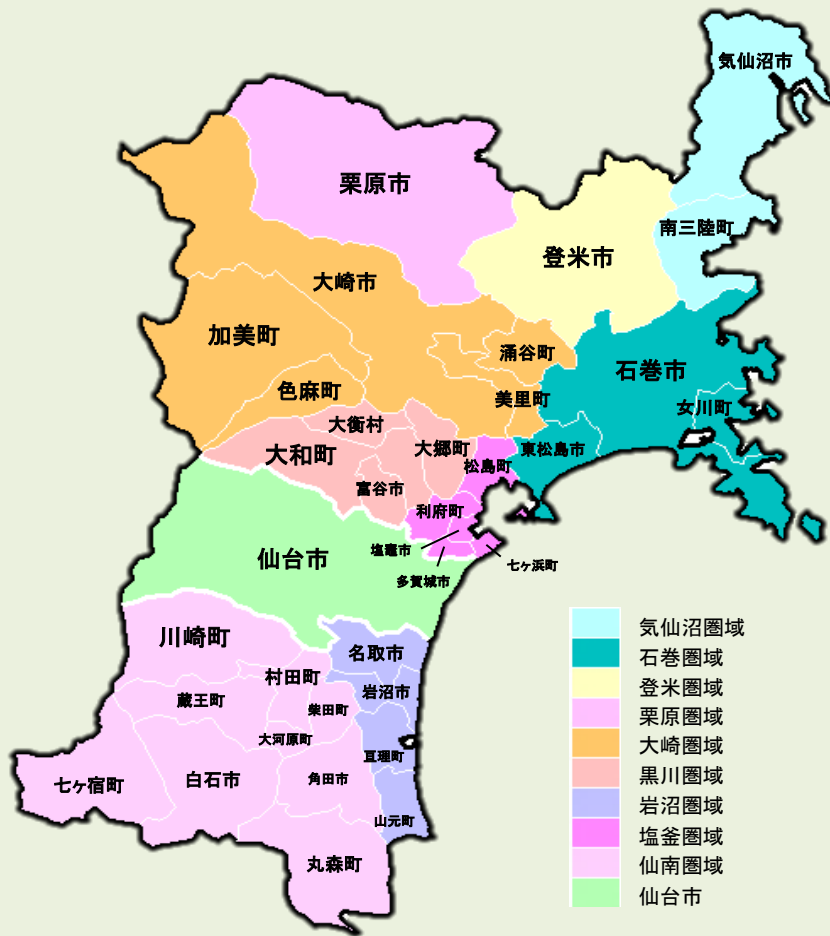 気仙沼市
栗原市
南三陸町
登米市
大崎市
加美町
涌谷町
石巻市
色麻町
美里町
女川町
大衡村
大郷町
東松島市
大和町
松島町
富谷市
利府町
塩竈市
仙台市
七ヶ浜町
多賀城市
川崎町
名取市
村田町
岩沼市
蔵王町
柴田町
大河原町
亘理町
七ヶ宿町
白石市
角田市
山元町
丸森町
気仙沼圏域
石巻圏域
登米圏域
栗原圏域
大崎圏域
黒川圏域
岩沼圏域
塩釜圏域
仙南圏域
仙台市